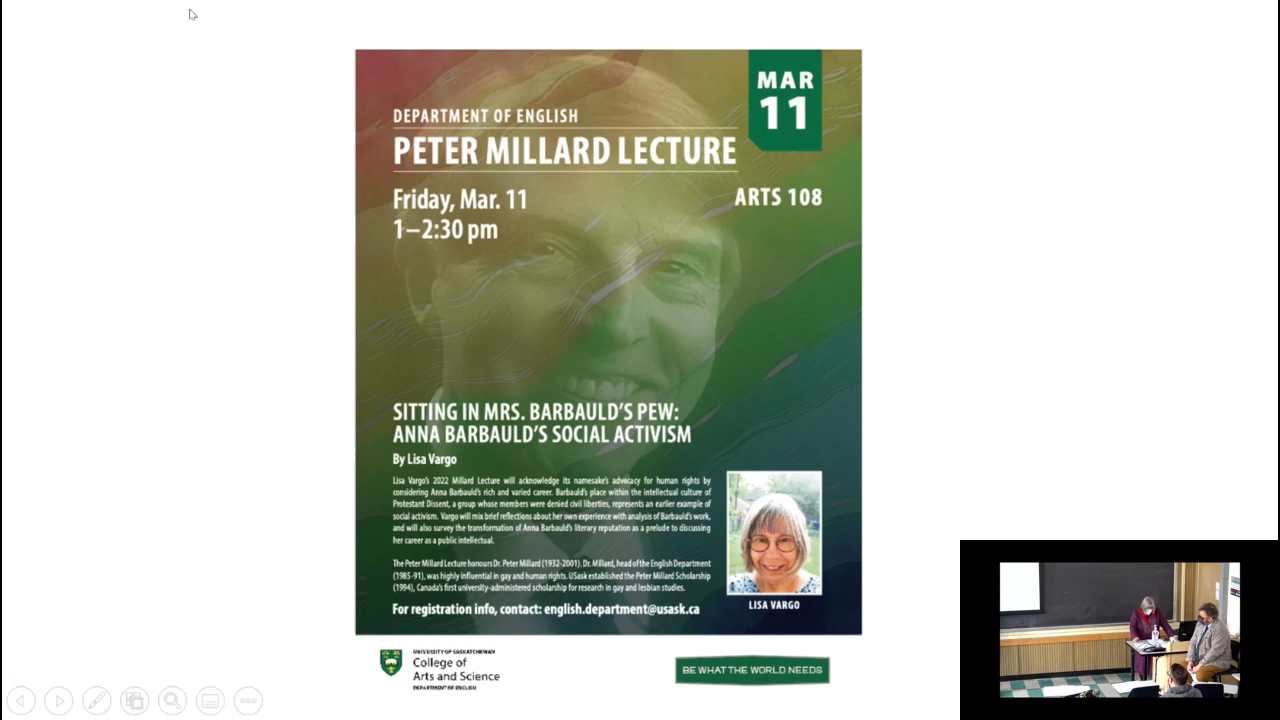 MAR
11
DEPARTMENT OF ENGLISH
PETER MILLARD LECTURE
Friday, Mar. 11
1–2:30 pm
ARTS 108
SITTING IN MRS. BARBAULD'S PEW:
ANNA BARBAULD'S SOCIAL ACTIVISM
By Lisa Vargo
Lisa Vargo's 2022 Millard Lecture will acknowledge its namesake's advocacy for human rights by
considering Anna Barbauld's rich and varied career. Barbauld's place within the intellectual culture of
Protestant Dissent, a group whose members were denied civil liberties, represents an earlier example of
social activism. Vargo will mix brief reflections about her own experience with analysis of Barbauld's work,
and will also survey the transformation of Anna Barbauld's literary reputation as a prelude to discussing
her career as a public intellectual.
The Peter Millard Lecture honours Dr. Peter Millard (1932-2001). Dr. Millard, head of the English Department
(1985-91), was highly influential in gay and human rights. USask established the Peter Millard Scholarship
(1994), Canada's first university-administered scholarship for research in gay and lesbian studies.
For registration info, contact: english.department@usask.ca
LISA VARGO
UNIVERSITY OF SASKATCHEWAN
College of
Arts and Science
DEPARTMENT OF ENGLISH
BE WHAT THE WORLD NEEDS